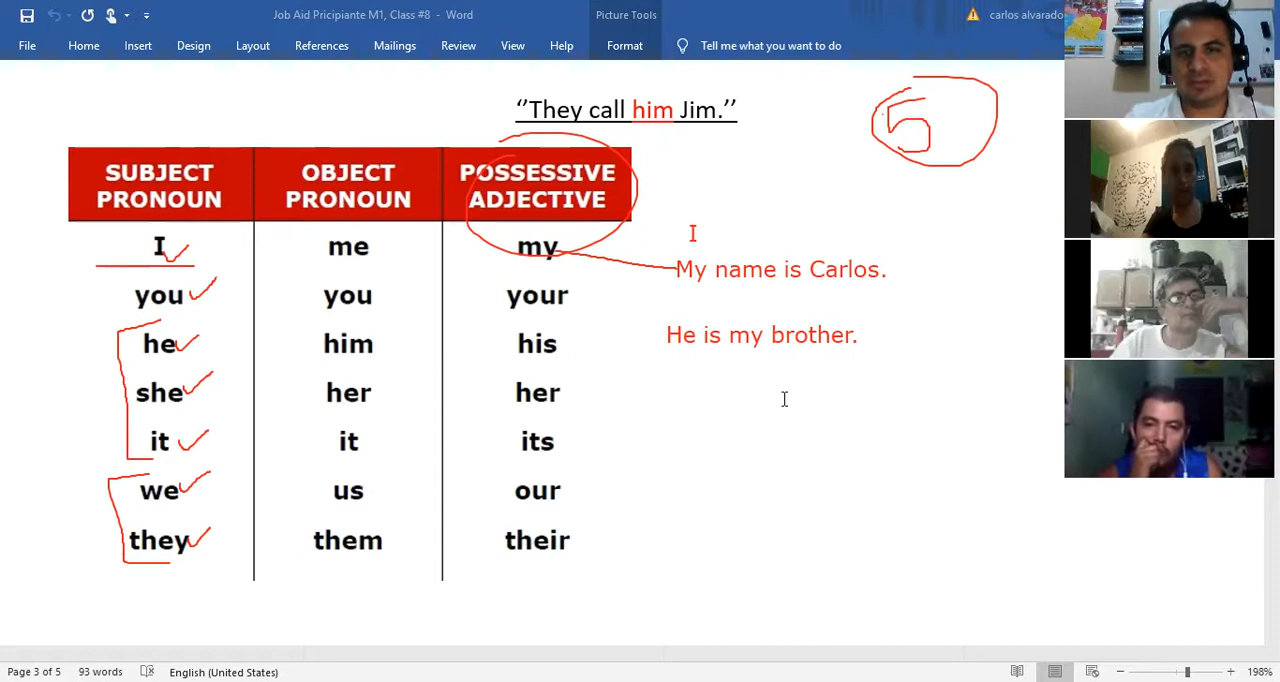 Job Aid Pricipiante M1, Class #8 - Word
Picture Tools
carlos alvarado
File Home Insert Design Layout References Mailings Review View Help Format Tell me what you want to do
‘’They call him Jim.’’
5
SUBJECT PRONOUN OBJECT PRONOUN POSSESSIVE ADJECTIVE
I me my
I
My name is Carlos.
you you your
he him his
He is my brother.
she her her
it it its
we us our
they them their
Page 3 of 5 93 words English (United States) 198%